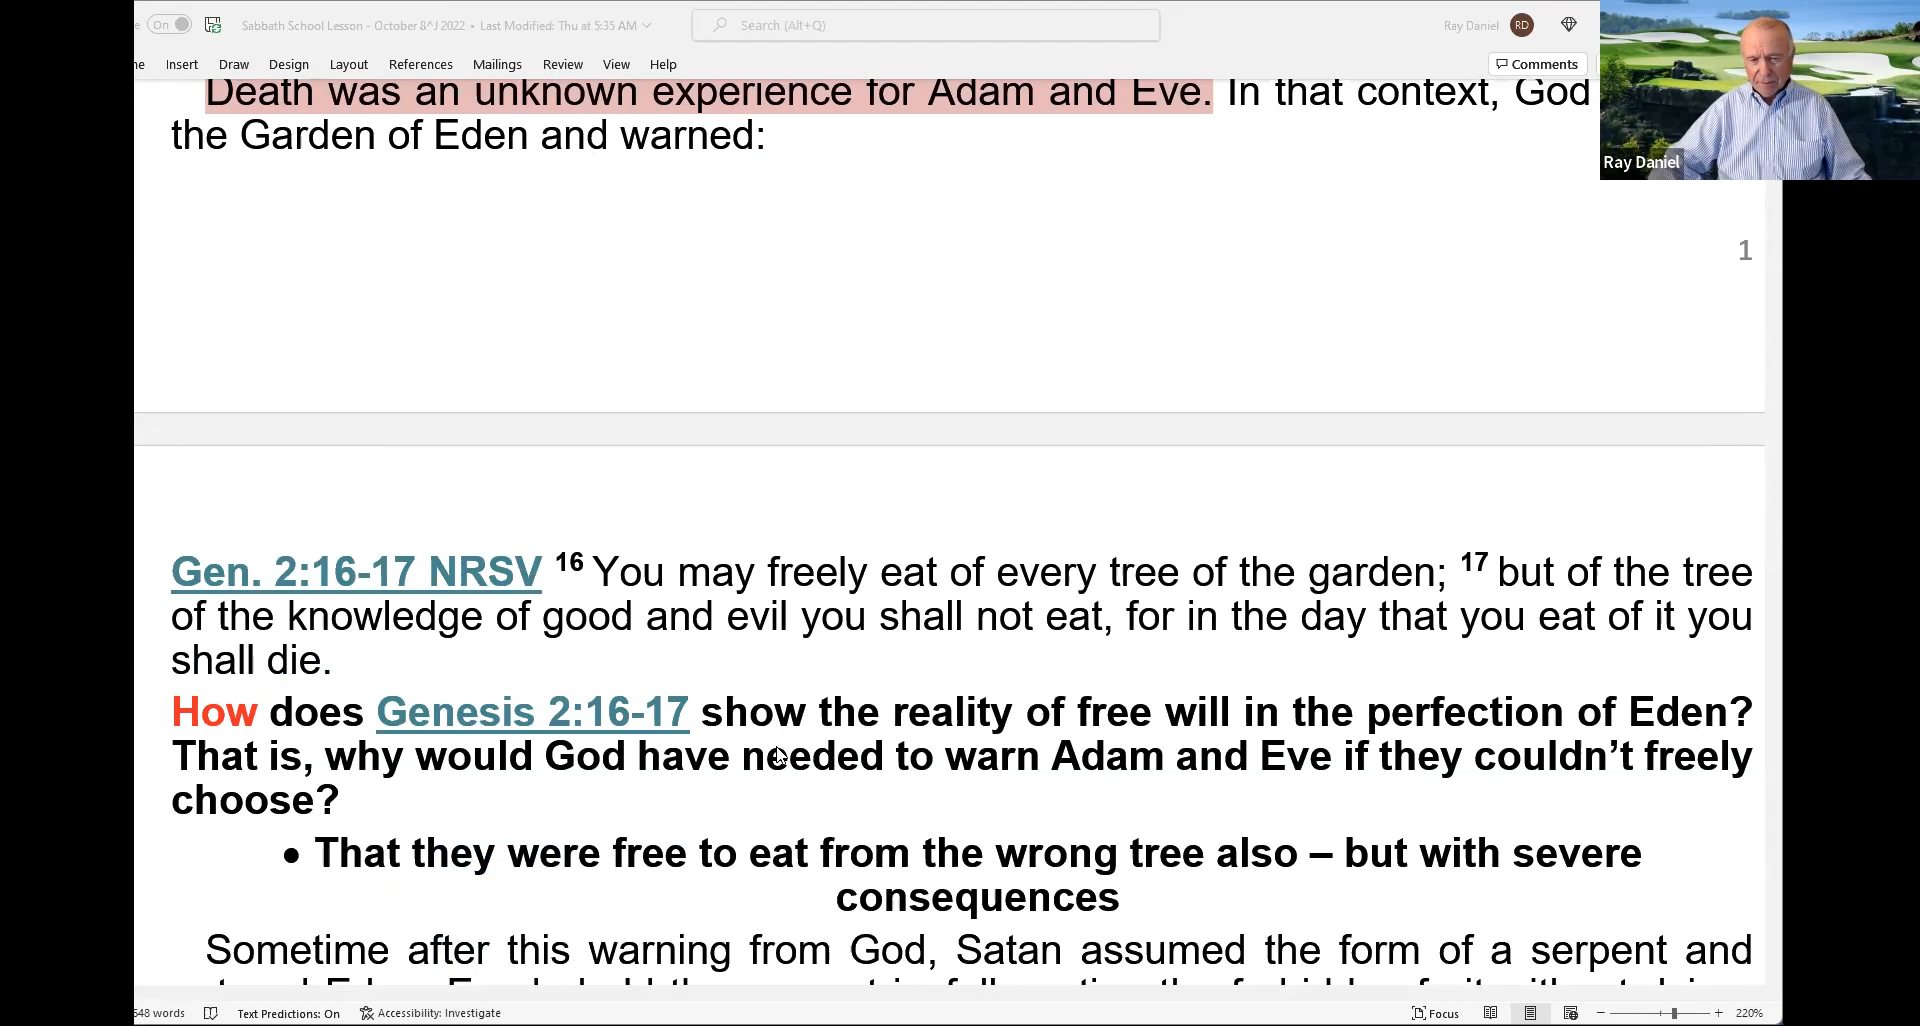 On
Sabbath School Lesson - October 8^J 2022 • Last Modified: Thu at 5:35 AM
Search (Alt+Q)
Ray Daniel
RD
Insert Draw Design Layout References Mailings Review View Help
Comments
Death was an unknown experience for Adam and Eve. In that context, God
the Garden of Eden and warned:
Ray Daniel
1
Gen. 2:16-17 NRSV 16 You may freely eat of every tree of the garden; 17 but of the tree
of the knowledge of good and evil you shall not eat, for in the day that you eat of it you
shall die.
How does Genesis 2:16-17 show the reality of free will in the perfection of Eden?
That is, why would God have needed to warn Adam and Eve if they couldn’t freely
choose?
• That they were free to eat from the wrong tree also – but with severe
consequences
Sometime after this warning from God, Satan assumed the form of a serpent and
648 words Text Predictions: On Accessibility: Investigate Focus 220%